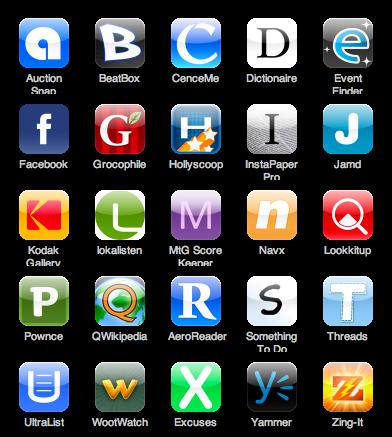 a B C D e
Auction BeatBox CenceMe Dictionaire Event
Snap Finder
f G H I J
Facebook Grocophile Hollyscoop InstaPaper Jamd
Pro
K L M n
Kodak lokalisten MtG Score Navx Lookkitup
Gallery Keeper
P Q R S T
Pownce QWikipedia AeroReader Something Threads
To Do
U W X y Z
UltraList WootWatch Excuses Yammer Zing-It